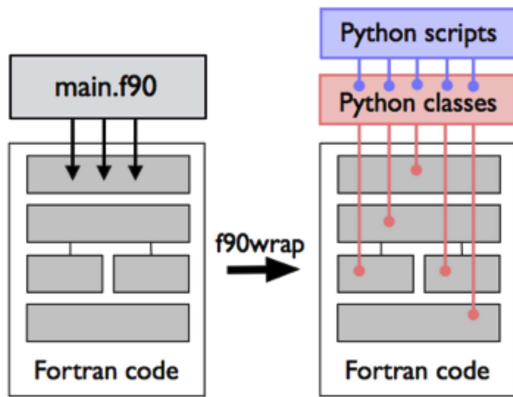 Python scripts
main.f90
Python classes
f90wrap
Fortran code
Fortran code